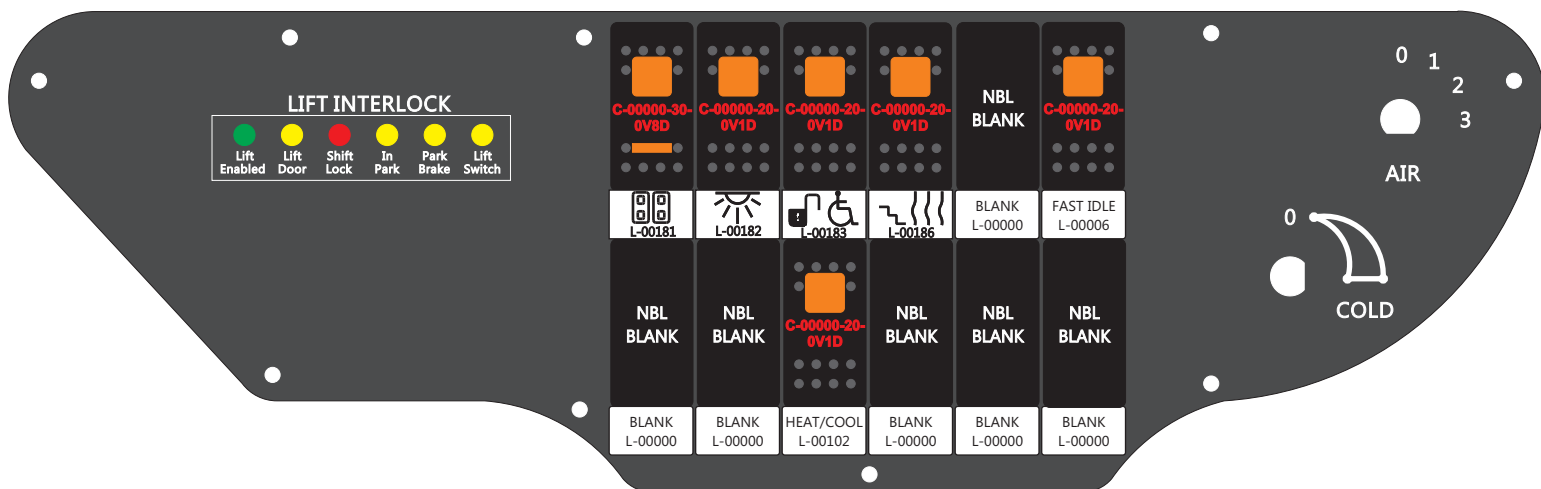 LIFT INTERLOCK
Lift
Enabled
Lift
Door
Shift
Lock
In
Park
Park
Brake
Lift
Switch
C-00000-30-
0V8D
C-00000-20-
0V1D
C-00000-20-
0V1D
C-00000-20-
0V1D
NBL
BLANK
C-00000-20-
0V1D
L-00181
L-00182
L-00183
L-00186
BLANK
L-00000
FAST IDLE
L-00006
NBL
BLANK
NBL
BLANK
C-00000-20-
0V1D
NBL
BLANK
NBL
BLANK
NBL
BLANK
BLANK
L-00000
BLANK
L-00000
HEAT/COOL
L-00102
BLANK
L-00000
BLANK
L-00000
BLANK
L-00000
0
1
2
3
AIR
0
COLD